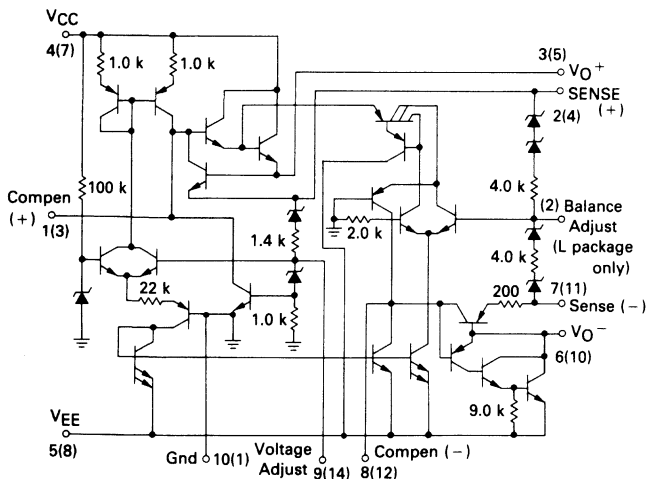 VCC
4(7)
1.0 k
1.0 k
3(5)
VO+
SENSE
(+)
2(4)
100 k
4.0 k
Compen
(+)
1(3)
2.0 k
(2) Balance
Adjust
(L package
only)
1.4 k
4.0 k
22 k
1.0 k
200
7(11)
Sense (-)
VO-
6(10)
9.0 k
VEE
5(8)
Gnd
10(1)
Voltage
Adjust
9(14)
8(12)
Compen (-)